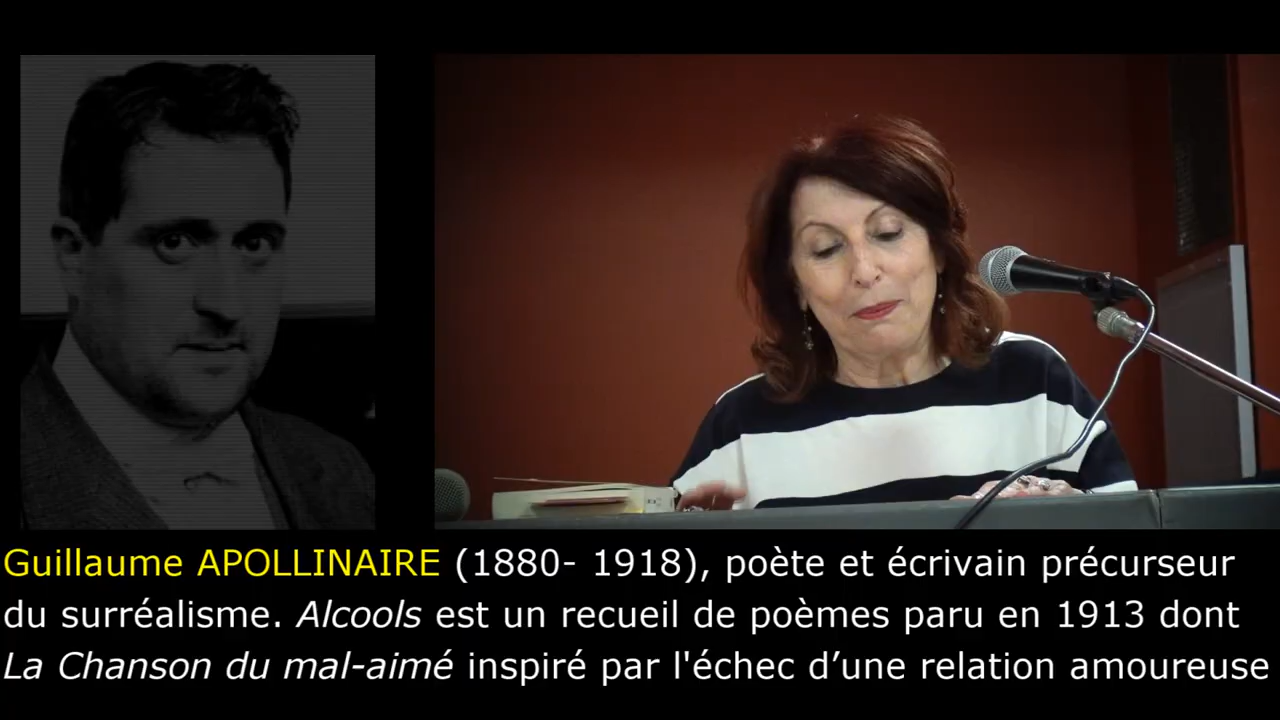 Guillaume APOLLINAIRE (1880- 1918), poète et écrivain précurseur
du surréalisme. Alcools est un recueil de poèmes paru en 1913 dont
La Chanson du mal-aimé inspiré par l'échec d’une relation amoureuse